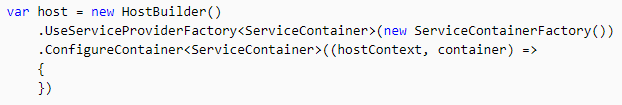 var host = new HostBuilder()
    .UseServiceProviderFactory<ServiceContainer>(new ServiceContainerFactory())
    .ConfigureContainer<ServiceContainer>((hostContext, container) =>
    {
    })